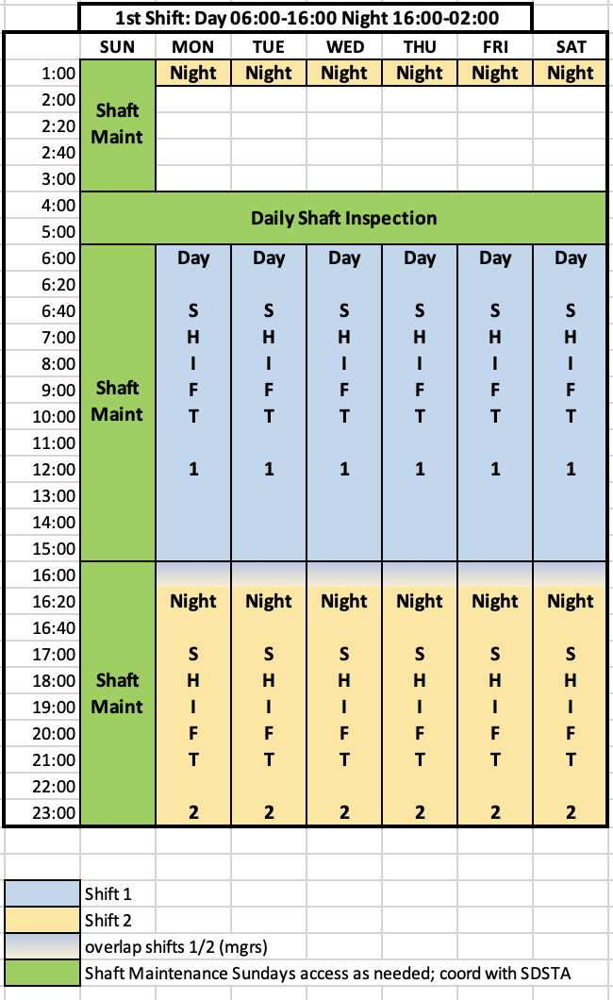 1st Shift: Day 06:00-16:00 Night 16:00-02:00
SUN MON TUE WED THU FRI SAT
1:00 Night Night Night Night Night Night
2:00
Shaft
2:20
Maint
2:40
3:00
4:00
Daily Shaft Inspection
5:00
6:00 Day Day Day Day Day Day
6:20
6:40 S S S S S S
7:00 H H H H H H
8:00 I I I I I I
9:00 Shaft F F F F F F
10:00 Maint T T T T T T
11:00
12:00 1 1 1 1 1 1
13:00
14:00
15:00
16:00
16:20 Night Night Night Night Night Night
16:40
17:00 S S S S S S
18:00 Shaft H H H H H H
19:00 Maint I I I I I I
20:00 F F F F F F
21:00 T T T T T T
22:00
23:00 2 2 2 2 2 2
Shift 1
Shift 2
overlap shifts 1/2 (mgrs)
Shaft Maintenance Sundays access as needed; coord with SDSTA